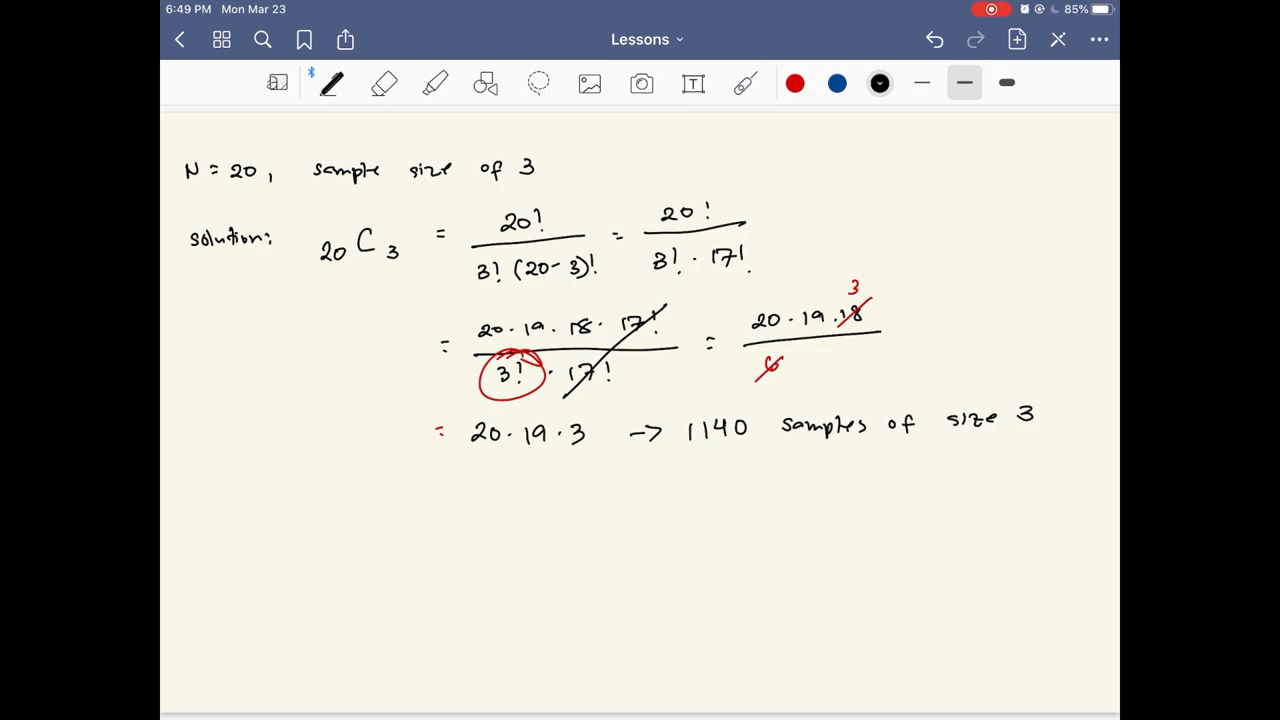 6:49 PM Mon Mar 23 85%
Lessons
T
N = 20, sample size of 3
solution: 20 C 3 = 20! / 3! (20 - 3)! = 20! / 3! · 17!
= 20 · 19 · 18 · 17! / 3! · 17! = 20 · 19 · 18 / 6 3
= 20 · 19 · 3 -> 1140 samples of size 3